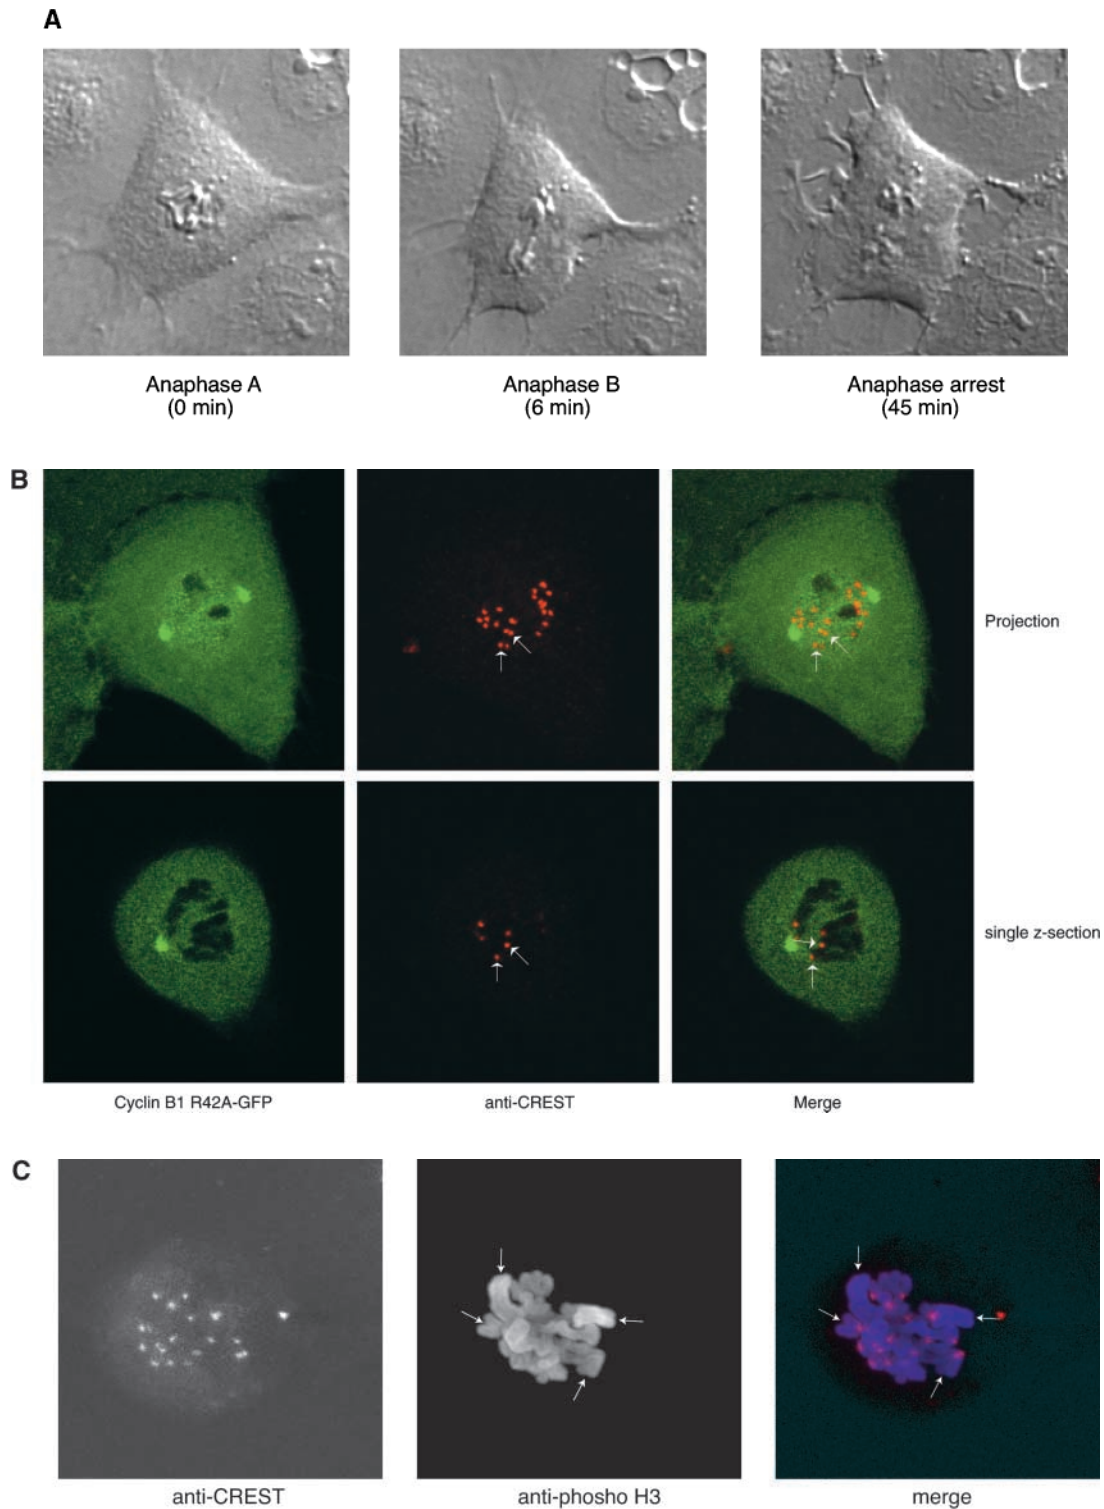 A
Anaphase A
(0 min)
Anaphase B
(6 min)
Anaphase arrest
(45 min)
B
Projection
single z-section
Cyclin B1 R42A-GFP
anti-CREST
Merge
C
anti-CREST
anti-phosho H3
merge